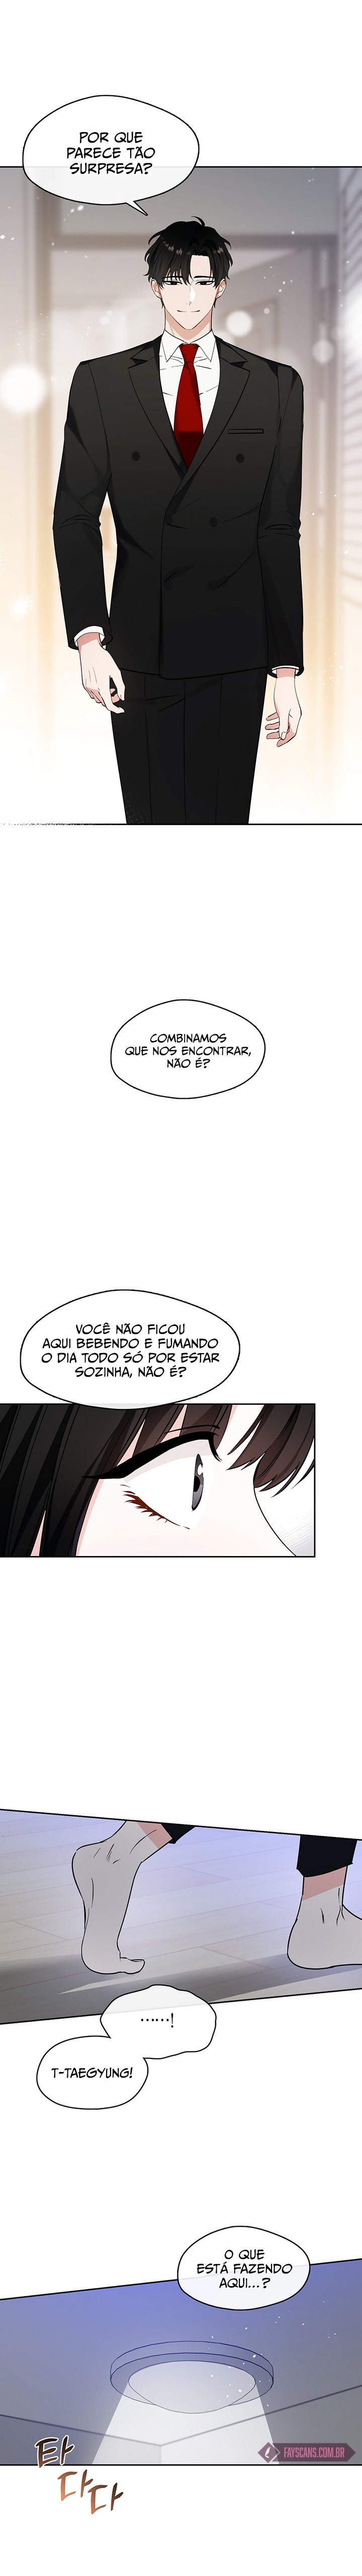 POR QUE
PARECE TÃO
SURPRESA?
COMBINAMOS
QUE NOS ENCONTRAR,
NÃO É?
VOCÊ NÃO FICOU
AQUI BEBENDO E FUMANDO
O DIA TODO SÓ POR ESTAR
SOZINHA, NÃO É?
......!
T-TAEGYUNG!
O QUE
ESTÁ FAZENDO
AQUI...?
FAYSCANS.COM.BR
타
다다